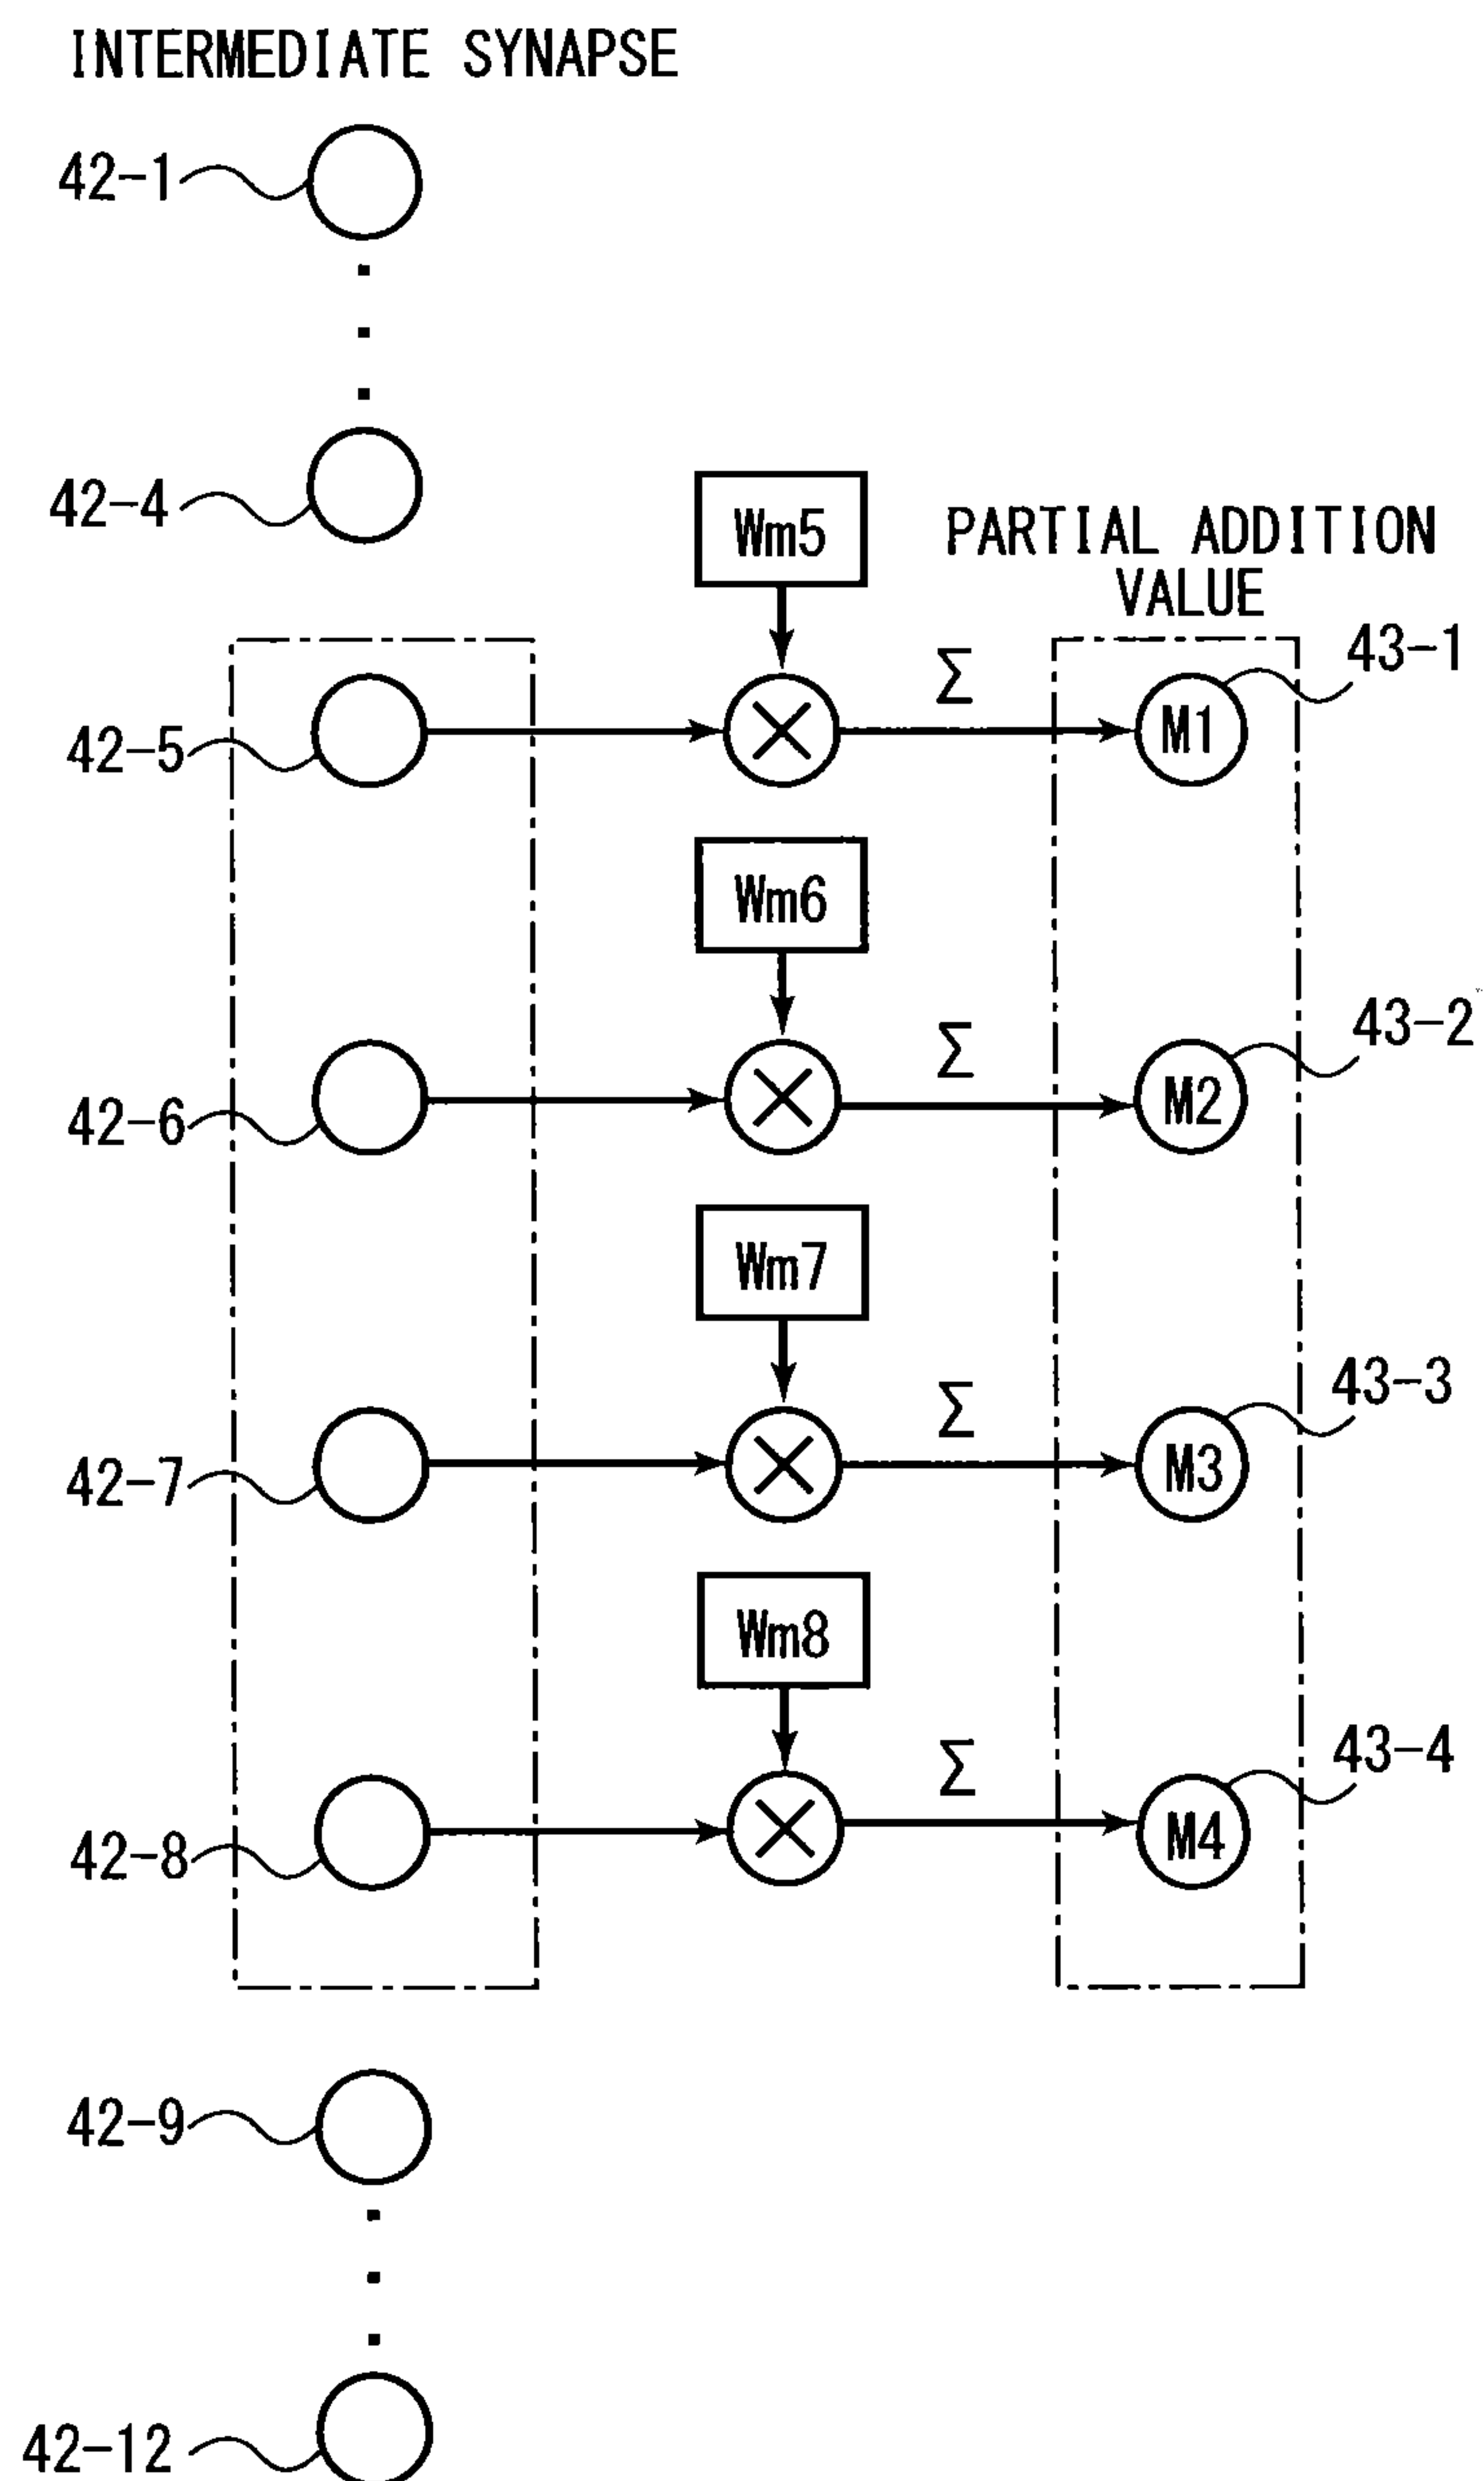 INTERMEDIATE SYNAPSE
42-1
42-4
Wm5
PARTIAL ADDITION
VALUE
43-1
Σ
42-5
M1
Wm6
43-2
Σ
42-6
M2
Wm7
43-3
Σ
42-7
M3
Wm8
43-4
Σ
42-8
M4
42-9
42-12